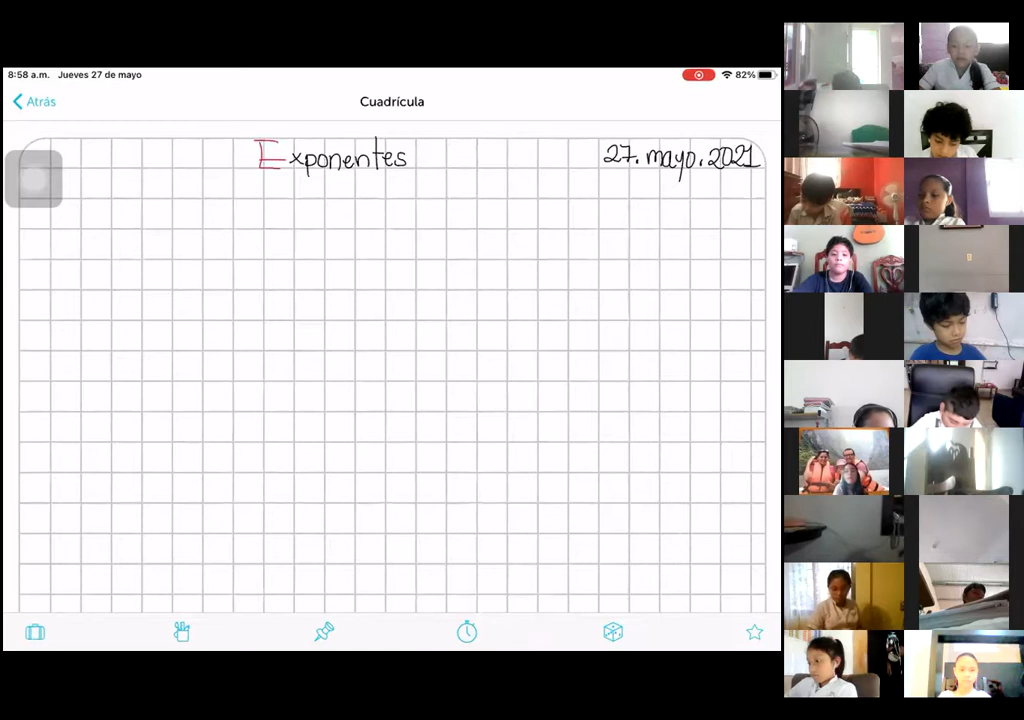 8:58 a.m. Jueves 27 de mayo 82%
Atrás Cuadrícula
Exponentes 27.mayo.2021